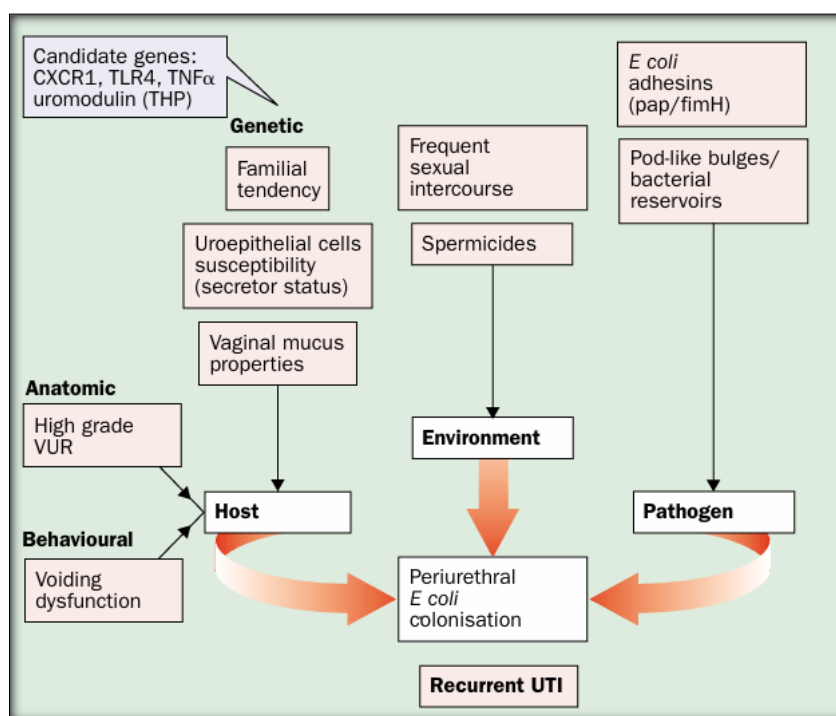 Candidate genes:
CXCR1, TLR4, TNFα
uromodulin (THP)
Genetic
Familial
tendency
Uroepithelial cells
susceptibility
(secretor status)
Vaginal mucus
properties
Anatomic
High grade
VUR
Behavioural
Voiding
dysfunction
Host
Frequent
sexual
intercourse
Spermicides
Environment
E coli
adhesins
(pap/fimH)
Pod-like bulges/
bacterial
reservoirs
Pathogen
Periurethral
E coli
colonisation
Recurrent UTI